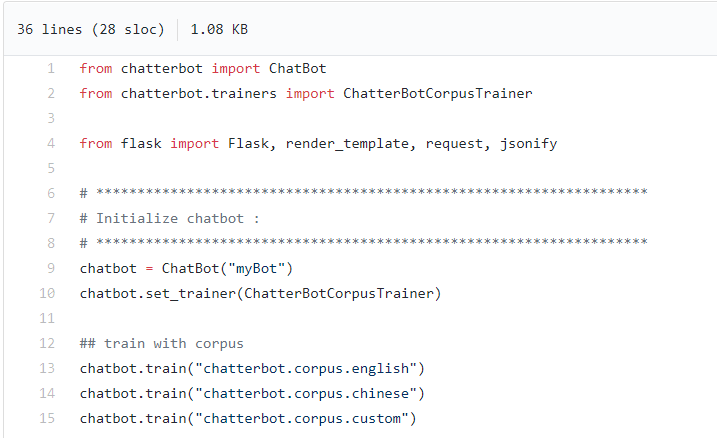 36 lines (28 sloc) 1.08 KB
1 from chatterbot import ChatBot
2 from chatterbot.trainers import ChatterBotCorpusTrainer
3
4 from flask import Flask, render_template, request, jsonify
5
6 # *******************************************************************
7 # Initialize chatbot :
8 # *******************************************************************
9 chatbot = ChatBot("myBot")
10 chatbot.set_trainer(ChatterBotCorpusTrainer)
11
12 ## train with corpus
13 chatbot.train("chatterbot.corpus.english")
14 chatbot.train("chatterbot.corpus.chinese")
15 chatbot.train("chatterbot.corpus.custom")